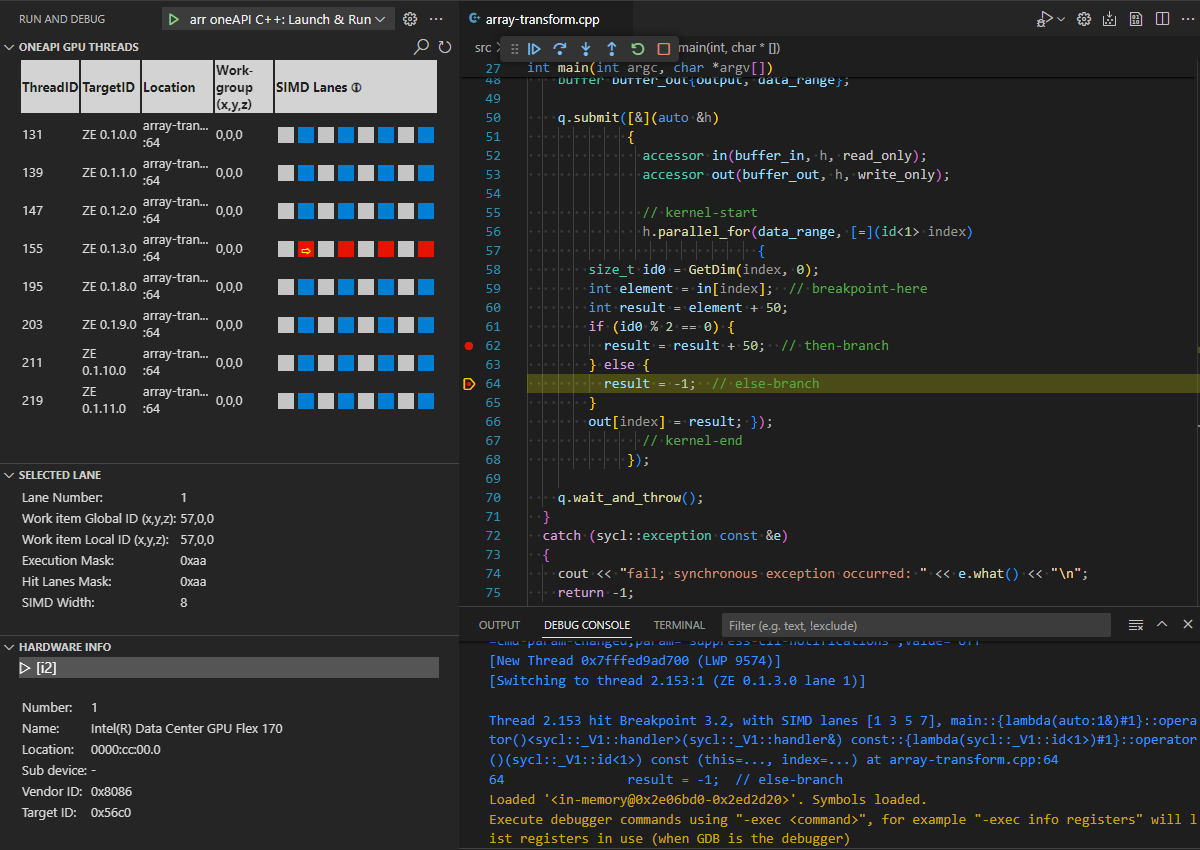 RUN AND DEBUG
arr oneAPI C++: Launch & Run
ONEAPI GPU THREADS
ThreadID TargetID Location Work-group (x,y,z) SIMD Lanes
131 ZE 0.1.0.0 array-tran... :64 0,0,0
139 ZE 0.1.1.0 array-tran... :64 0,0,0
147 ZE 0.1.2.0 array-tran... :64 0,0,0
155 ZE 0.1.3.0 array-tran... :64 0,0,0
195 ZE 0.1.8.0 array-tran... :64 0,0,0
203 ZE 0.1.9.0 array-tran... :64 0,0,0
211 ZE 0.1.10.0 array-tran... :64 0,0,0
219 ZE 0.1.11.0 array-tran... :64 0,0,0
SELECTED LANE
Lane Number: 1
Work item Global ID (x,y,z): 57,0,0
Work item Local ID (x,y,z): 57,0,0
Execution Mask: 0xaa
Hit Lanes Mask: 0xaa
SIMD Width: 8
HARDWARE INFO
[i2]
Number: 1
Name: Intel(R) Data Center GPU Flex 170
Location: 0000:cc:00.0
Sub device: -
Vendor ID: 0x8086
Target ID: 0x56c0
array-transform.cpp
src main(int, char * [])
27 int main(int argc, char *argv[])
48 buffer buffer_out{output, data_range};
49
50 q.submit([&](auto &h)
51 {
52 accessor in(buffer_in, h, read_only);
53 accessor out(buffer_out, h, write_only);
54
55 // kernel-start
56 h.parallel_for(data_range, [=](id<1> index)
57 {
58 size_t id0 = GetDim(index, 0);
59 int element = in[index]; // breakpoint-here
60 int result = element + 50;
61 if (id0 % 2 == 0) {
62 result = result + 50; // then-branch
63 } else {
64 result = -1; // else-branch
65 }
66 out[index] = result; });
67 // kernel-end
68 });
69
70 q.wait_and_throw();
71 }
72 catch (sycl::exception const &e)
73 {
74 cout << "fail; synchronous exception occurred: " << e.what() << "\n";
75 return -1;
OUTPUT DEBUG CONSOLE TERMINAL Filter (e.g. text, !exclude)
=cmd-param-changed,param="suppress-cli-notifications",value="off"
[New Thread 0x7fffed9ad700 (LWP 9574)]
[Switching to thread 2.153:1 (ZE 0.1.3.0 lane 1)]
Thread 2.153 hit Breakpoint 3.2, with SIMD lanes [1 3 5 7], main::{lambda(auto:1&)#1}::opera
tor()<sycl::_V1::handler>(sycl::_V1::handler&) const::{lambda(sycl::_V1::id<1>)#1}::operator
()(sycl::_V1::id<1>) const (this=..., index=...) at array-transform.cpp:64
64 result = -1; // else-branch
Loaded '<in-memory@0x2e06bd0-0x2ed2d20>'. Symbols loaded.
Execute debugger commands using "-exec <command>", for example "-exec info registers" will l
ist registers in use (when GDB is the debugger)